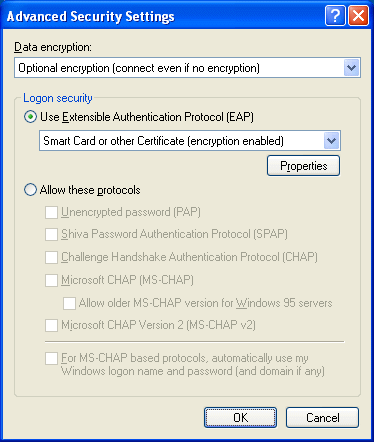 Advanced Security Settings
Data encryption:
Optional encryption (connect even if no encryption)
Logon security
Use Extensible Authentication Protocol (EAP)
Smart Card or other Certificate (encryption enabled)
Properties
Allow these protocols
Unencrypted password (PAP)
Shiva Password Authentication Protocol (SPAP)
Challenge Handshake Authentication Protocol (CHAP)
Microsoft CHAP (MS-CHAP)
Allow older MS-CHAP version for Windows 95 servers
Microsoft CHAP Version 2 (MS-CHAP v2)
For MS-CHAP based protocols, automatically use my
Windows logon name and password (and domain if any)
OK Cancel